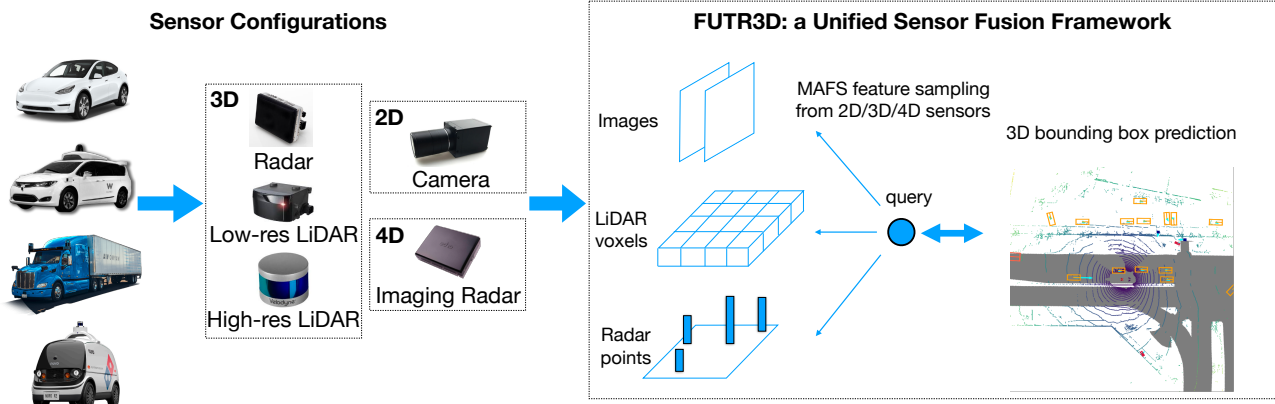 Sensor Configurations
3D
Radar
Low-res LiDAR
Velodyne
High-res LiDAR
2D
Camera
4D
Imaging Radar
FUTR3D: a Unified Sensor Fusion Framework
Images
LiDAR
voxels
Radar
points
MAFS feature sampling
from 2D/3D/4D sensors
query
3D bounding box prediction